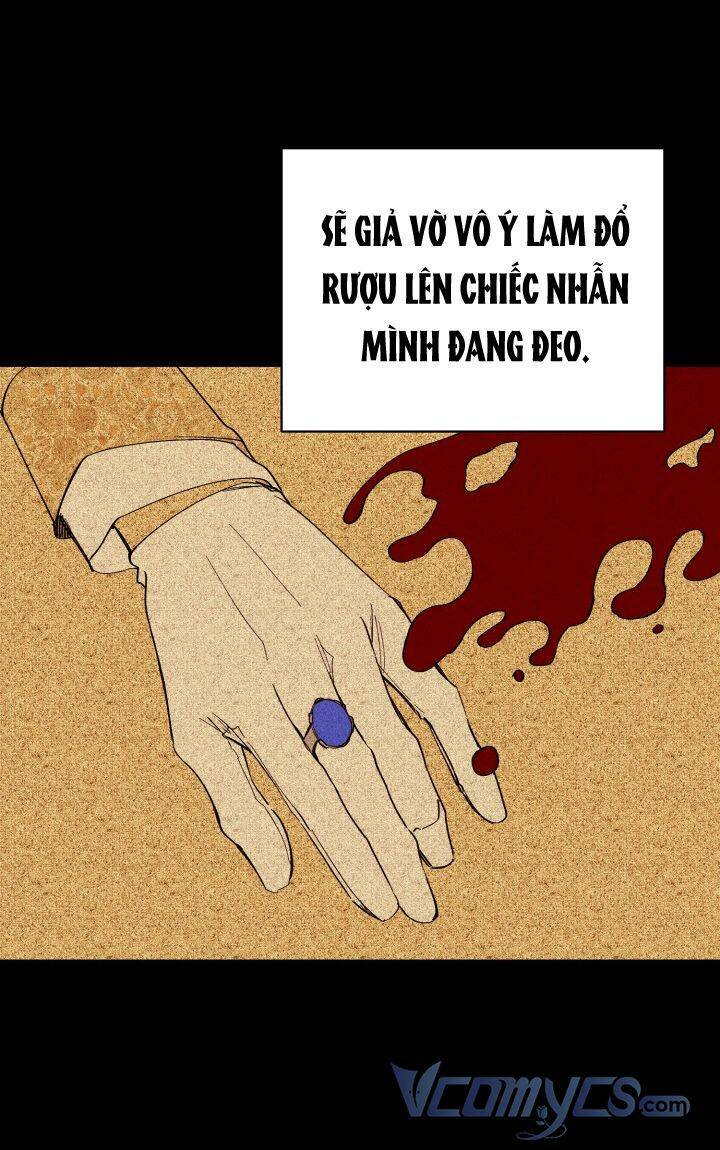 SẼ GIẢ VỜ VÔ Ý LÀM ĐỔ
RƯỢU LÊN CHIẾC NHẪN
MÌNH ĐANG ĐEO.
VCOMYCS.com